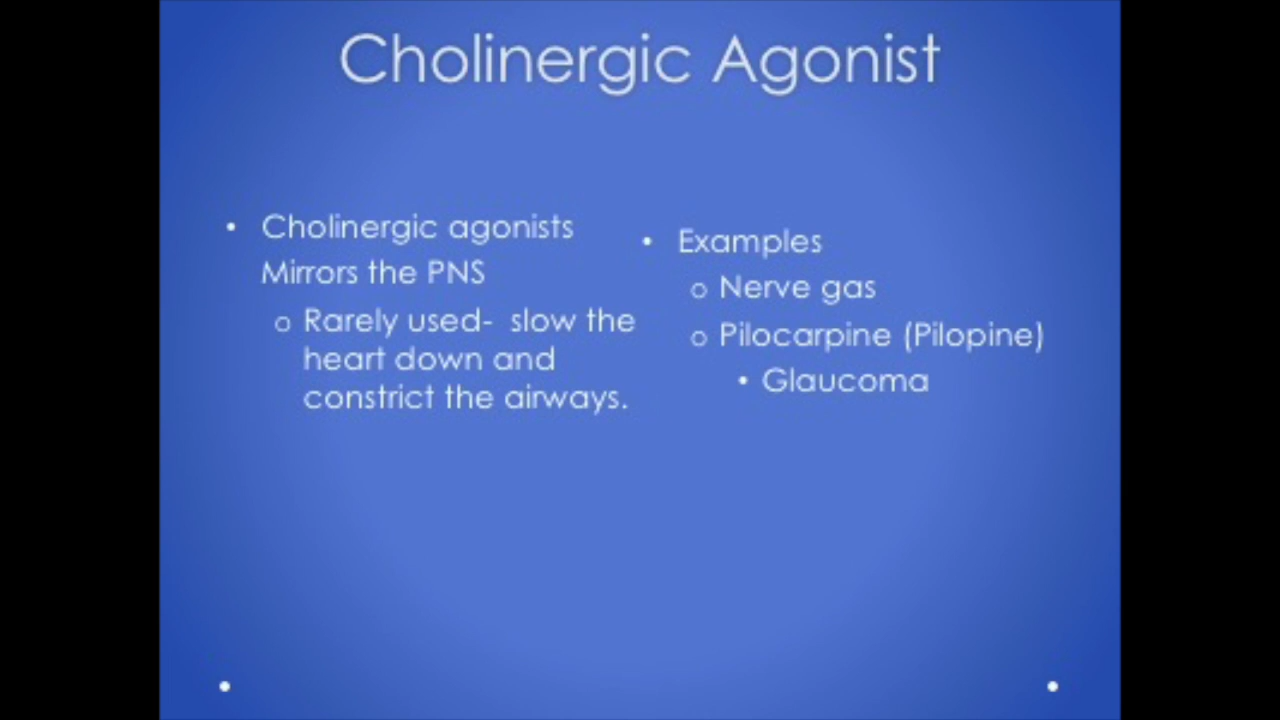 Cholinergic Agonist
• Cholinergic agonists
Mirrors the PNS
o Rarely used-  slow the
heart down and
constrict the airways.
• Examples
o Nerve gas
o Pilocarpine (Pilopine)
• Glaucoma